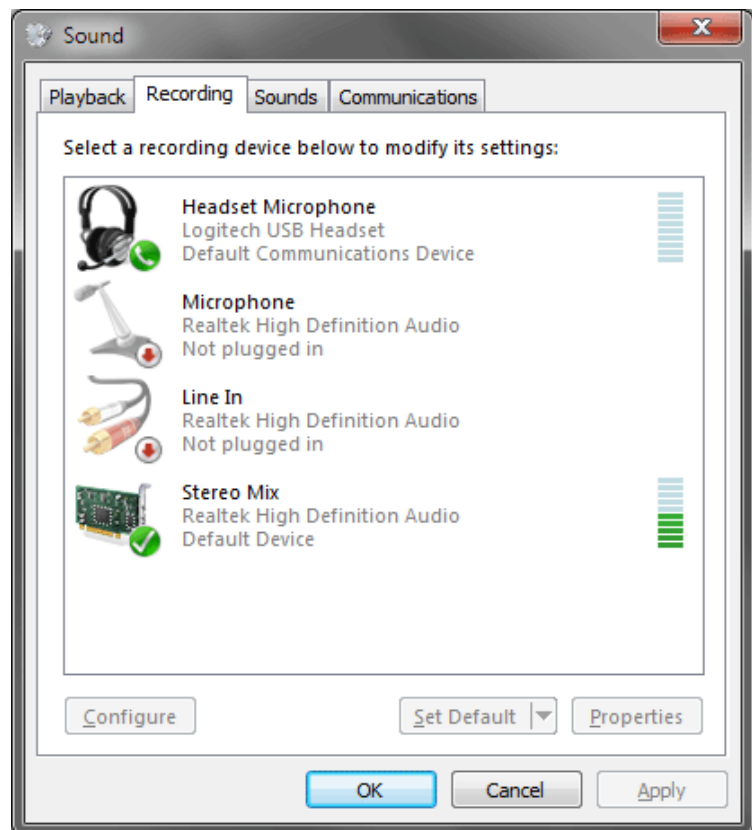 Sound
Playback Recording Sounds Communications
Select a recording device below to modify its settings:
Headset Microphone
Logitech USB Headset
Default Communications Device
Microphone
Realtek High Definition Audio
Not plugged in
Line In
Realtek High Definition Audio
Not plugged in
Stereo Mix
Realtek High Definition Audio
Default Device
Configure Set Default Properties
OK Cancel Apply